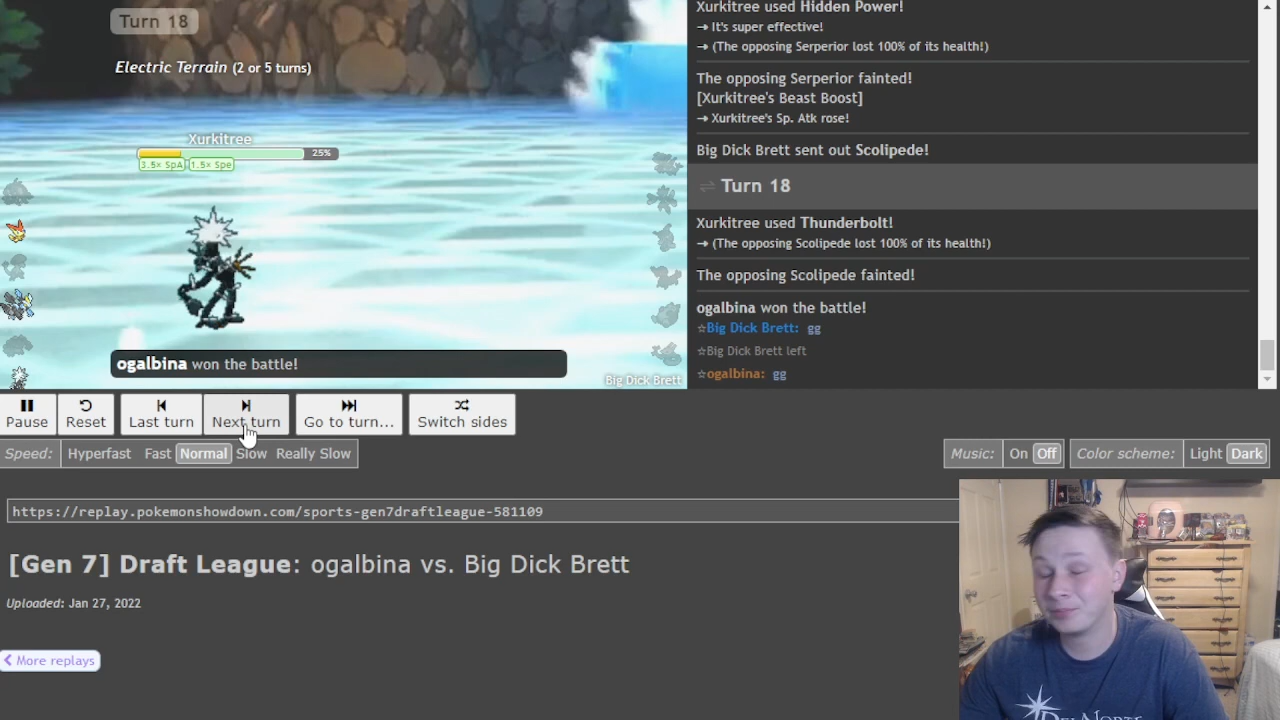 Turn 18
Electric Terrain (2 or 5 turns)
Xurkitree
25%
3.5× SpA 1.5× Spe
ogalbina won the battle!
Big Dick Brett
Xurkitree used Hidden Power!
→ It's super effective!
→ (The opposing Serperior lost 100% of its health!)
The opposing Serperior fainted!
[Xurkitree's Beast Boost]
→ Xurkitree's Sp. Atk rose!
Big Dick Brett sent out Scolipede!
Turn 18
Xurkitree used Thunderbolt!
→ (The opposing Scolipede lost 100% of its health!)
The opposing Scolipede fainted!
ogalbina won the battle!
☆Big Dick Brett: gg
☆Big Dick Brett left
☆ogalbina: gg
Pause Reset Last turn Next turn Go to turn... Switch sides
Speed: Hyperfast Fast Normal Slow Really Slow
Music: On Off Color scheme: Light Dark
https://replay.pokemonshowdown.com/sports-gen7draftleague-581109
[Gen 7] Draft League: ogalbina vs. Big Dick Brett
Uploaded: Jan 27, 2022
More replays
Del Norte